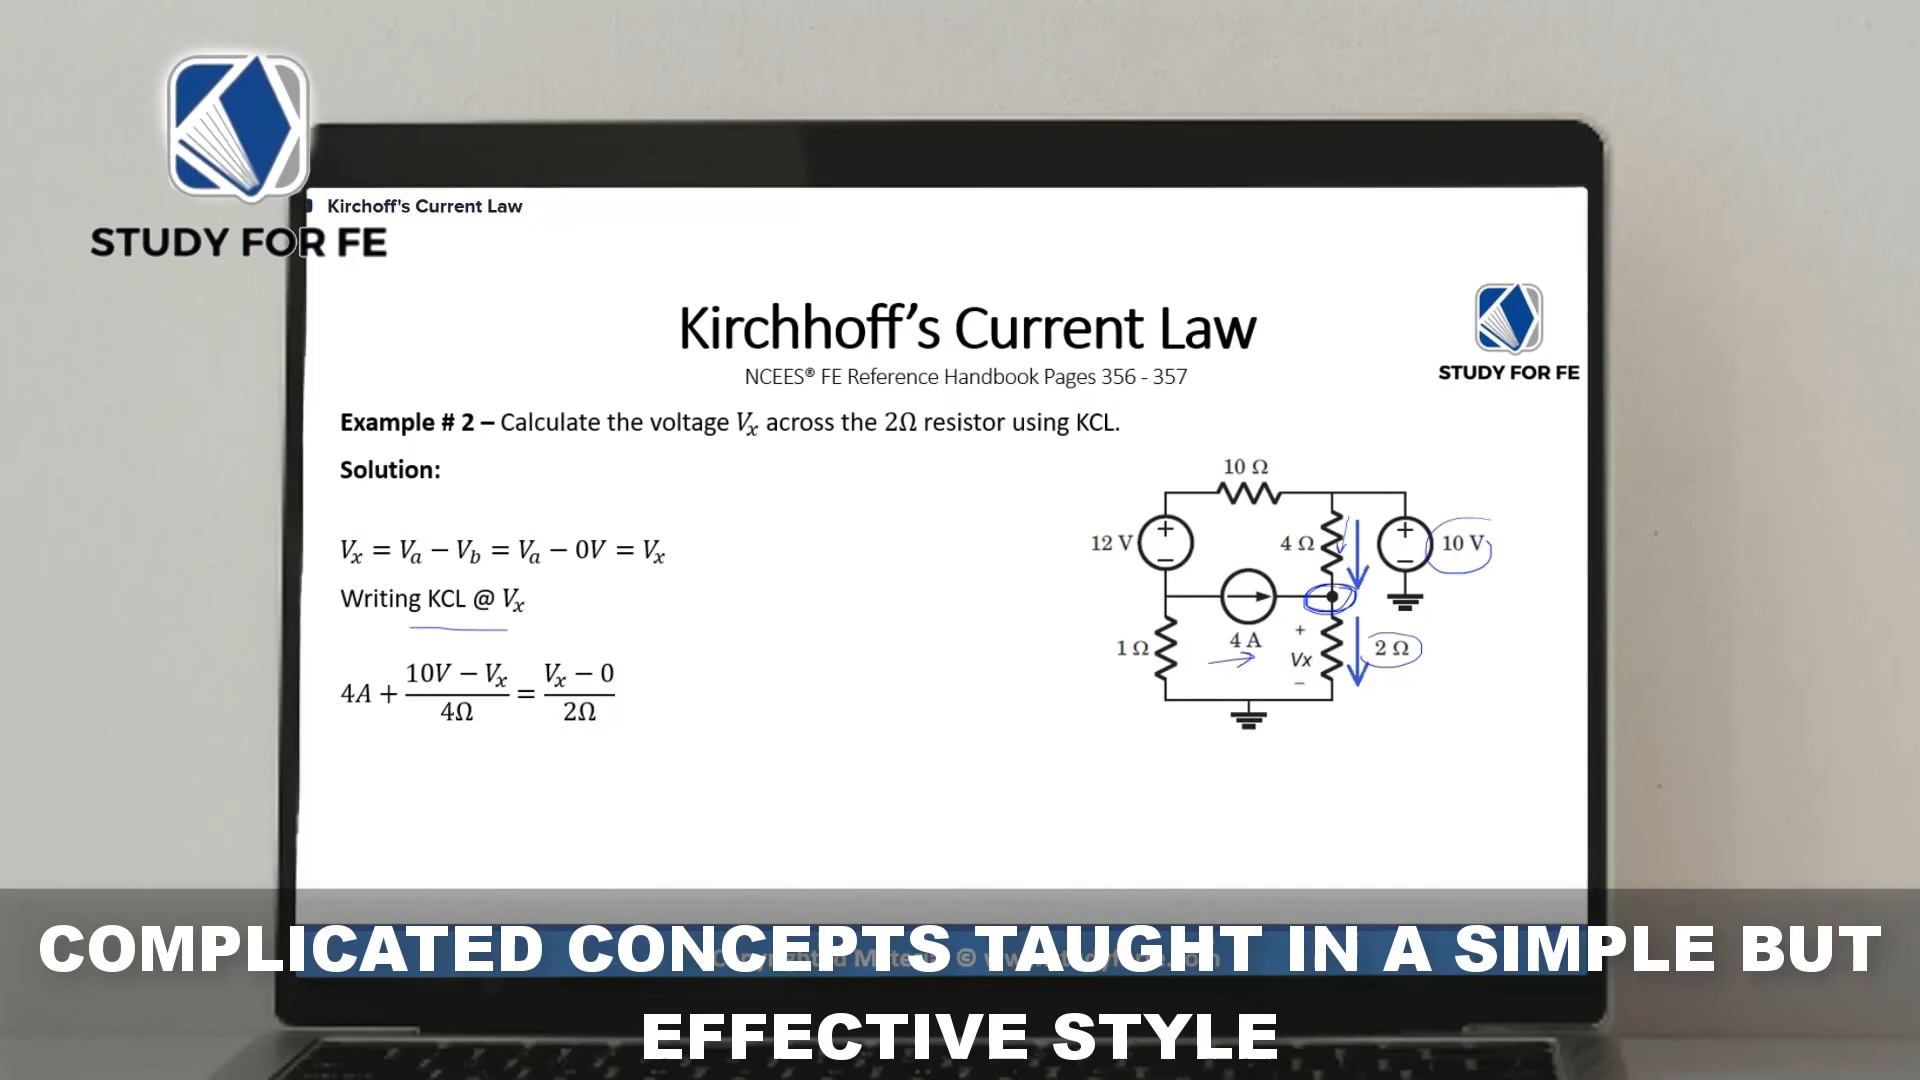 STUDY FOR FE
Kirchoff's Current Law
Kirchhoff’s Current Law
NCEES® FE Reference Handbook Pages 356 - 357
STUDY FOR FE
Example # 2 – Calculate the voltage Vx across the 2Ω resistor using KCL.
Solution:
Vx = Va − Vb = Va − 0V = Vx
Writing KCL @ Vx
4A + (10V − Vx)/4Ω = (Vx − 0)/2Ω
10 Ω
12 V
+
−
4 Ω
+
−
10 V
1 Ω
4 A
+
Vx
−
2 Ω
COMPLICATED CONCEPTS TAUGHT IN A SIMPLE BUT
EFFECTIVE STYLE